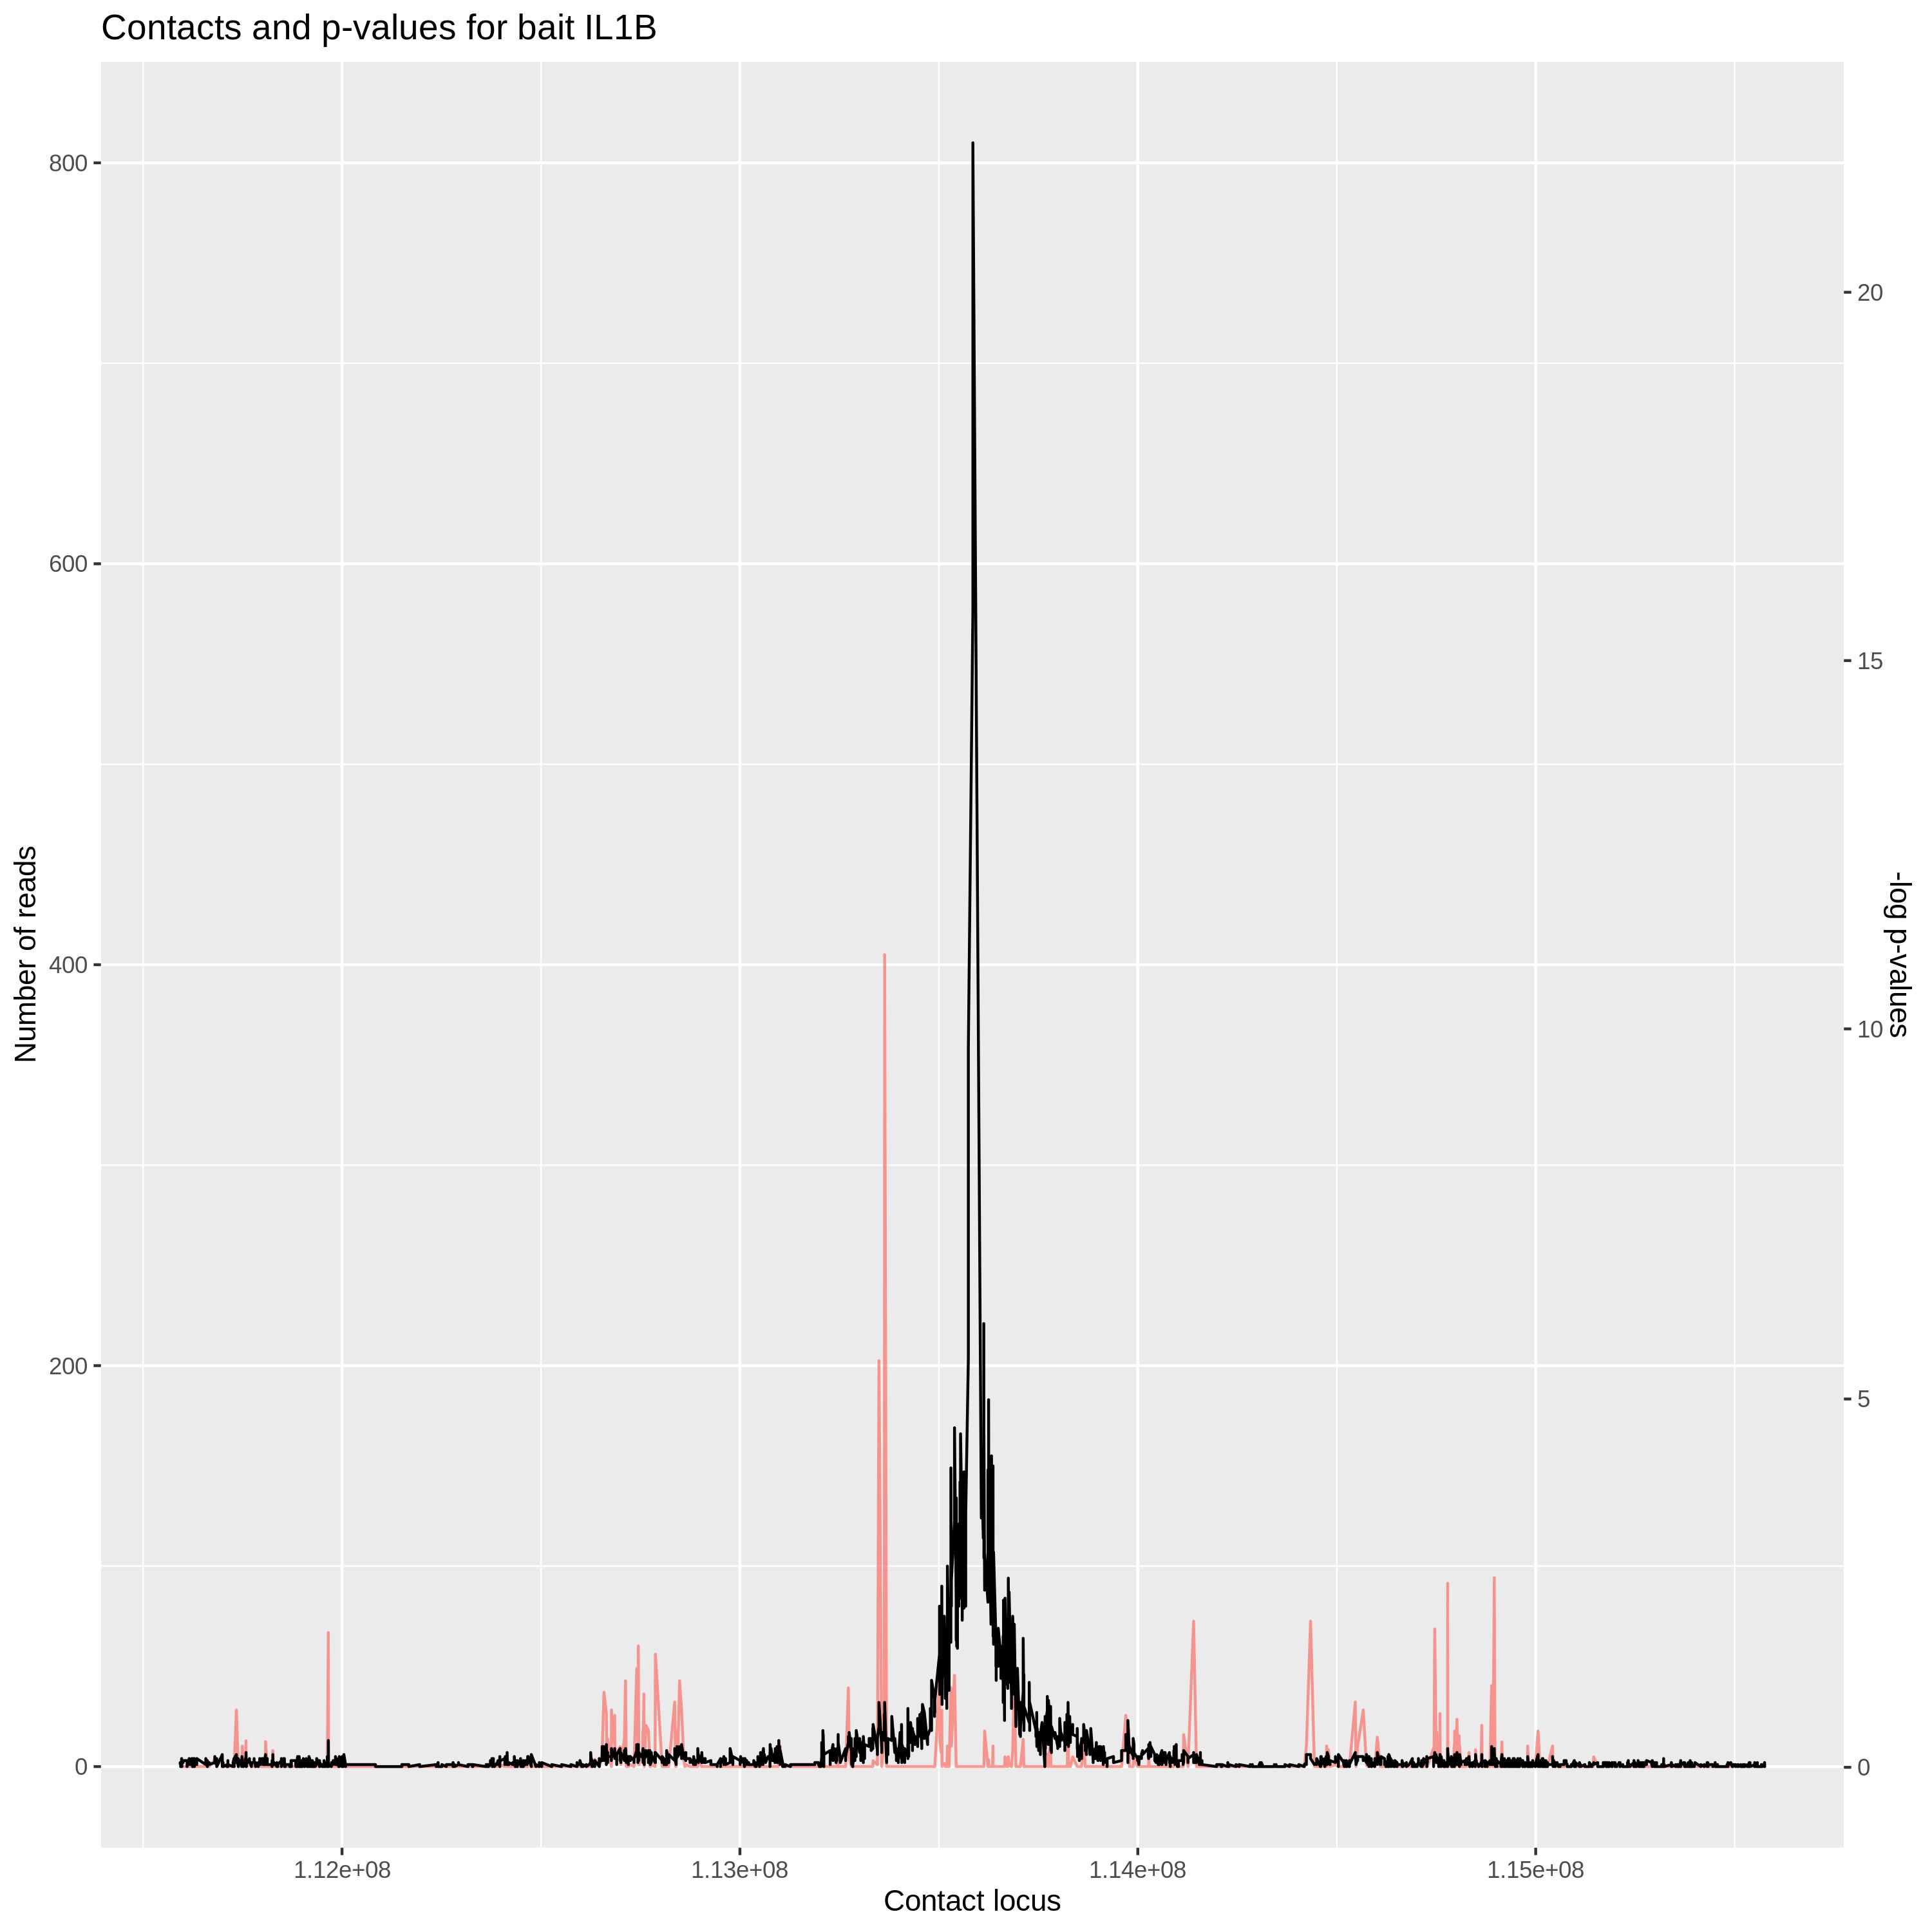 Contacts and p-values for bait IL1B
800
600
400
200
0
Number of reads
20
15
10
5
0
-log p-values
1.12e+08
1.13e+08
1.14e+08
1.15e+08
Contact locus